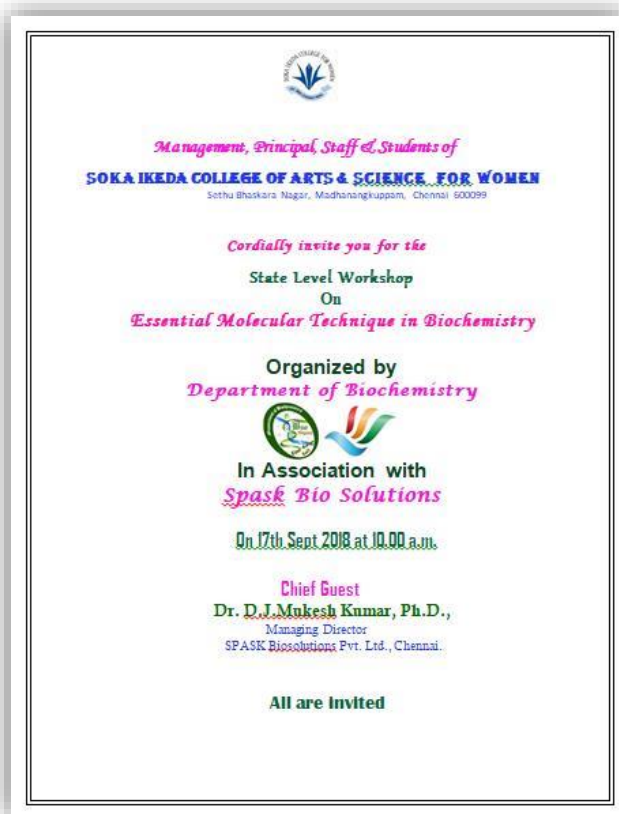 Management, Principal, Staff & Students of
SOKA IKEDA COLLEGE OF ARTS & SCIENCE FOR WOMEN
Sethu Bhaskara Nagar, Madhanangkuppam, Chennai 600099
Cordially invite you for the
State Level Workshop
On
Essential Molecular Technique in Biochemistry
Organized by
Department of Biochemistry
In Association with
Spask Bio Solutions
On 17th Sept 2018 at 10.00 a.m.
Chief Guest
Dr. D.J.Mukesh Kumar, Ph.D.,
Managing Director
SPASK Biosolutions Pvt. Ltd., Chennai.
All are invited